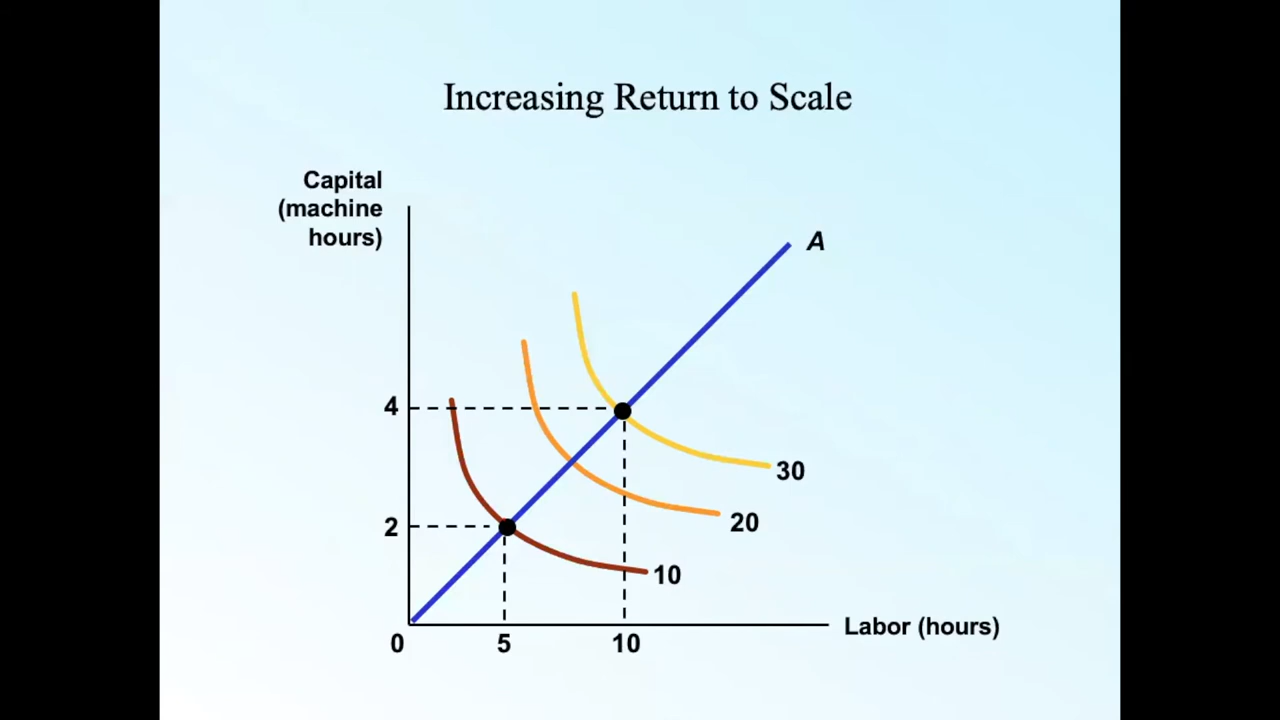 Increasing Return to Scale
Capital
(machine
hours)
A
4
30
20
2
10
Labor (hours)
0
5
10